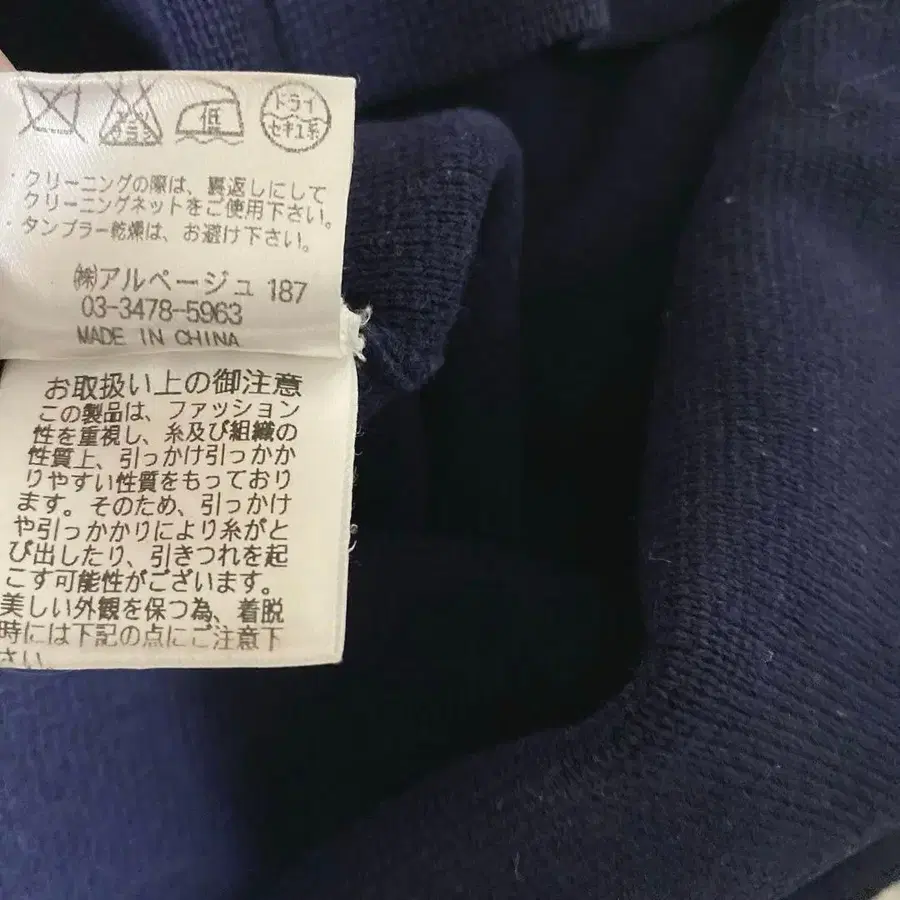 低
ドライ
セキユ系
・クリーニングの際は、裏返しにして
クリーニングネットをご使用下さい。
・タンブラー乾燥は、お避け下さい。
㈱アルページュ 187
03-3478-5963
MADE IN CHINA
お取扱い上の御注意
この製品は、ファッション
性を重視し、糸及び組織の
性質上、引っかけ引っかか
りやすい性質をもっており
ます。そのため、引っかけ
や引っかかりにより糸がと
び出したり、引きつれを起
こす可能性がございます。
美しい外観を保つ為、着脱
時には下記の点にご注意下
さい